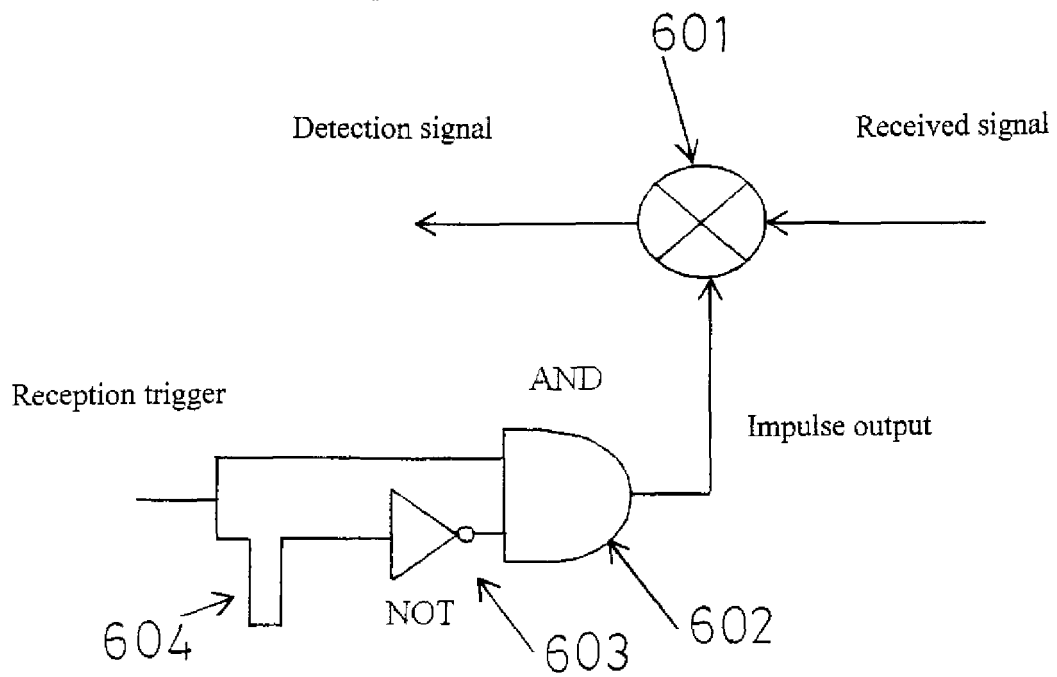 601
Detection signal
Received signal
AND
Reception trigger
Impulse output
NOT
604
603
602